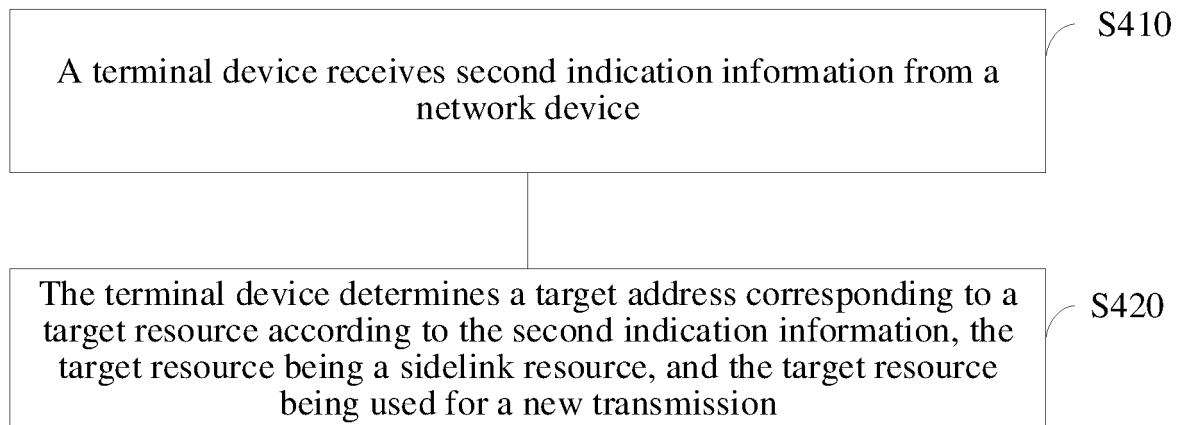 S410
A terminal device receives second indication information from a
network device
The terminal device determines a target address corresponding to a
target resource according to the second indication information, the
target resource being a sidelink resource, and the target resource
being used for a new transmission
S420